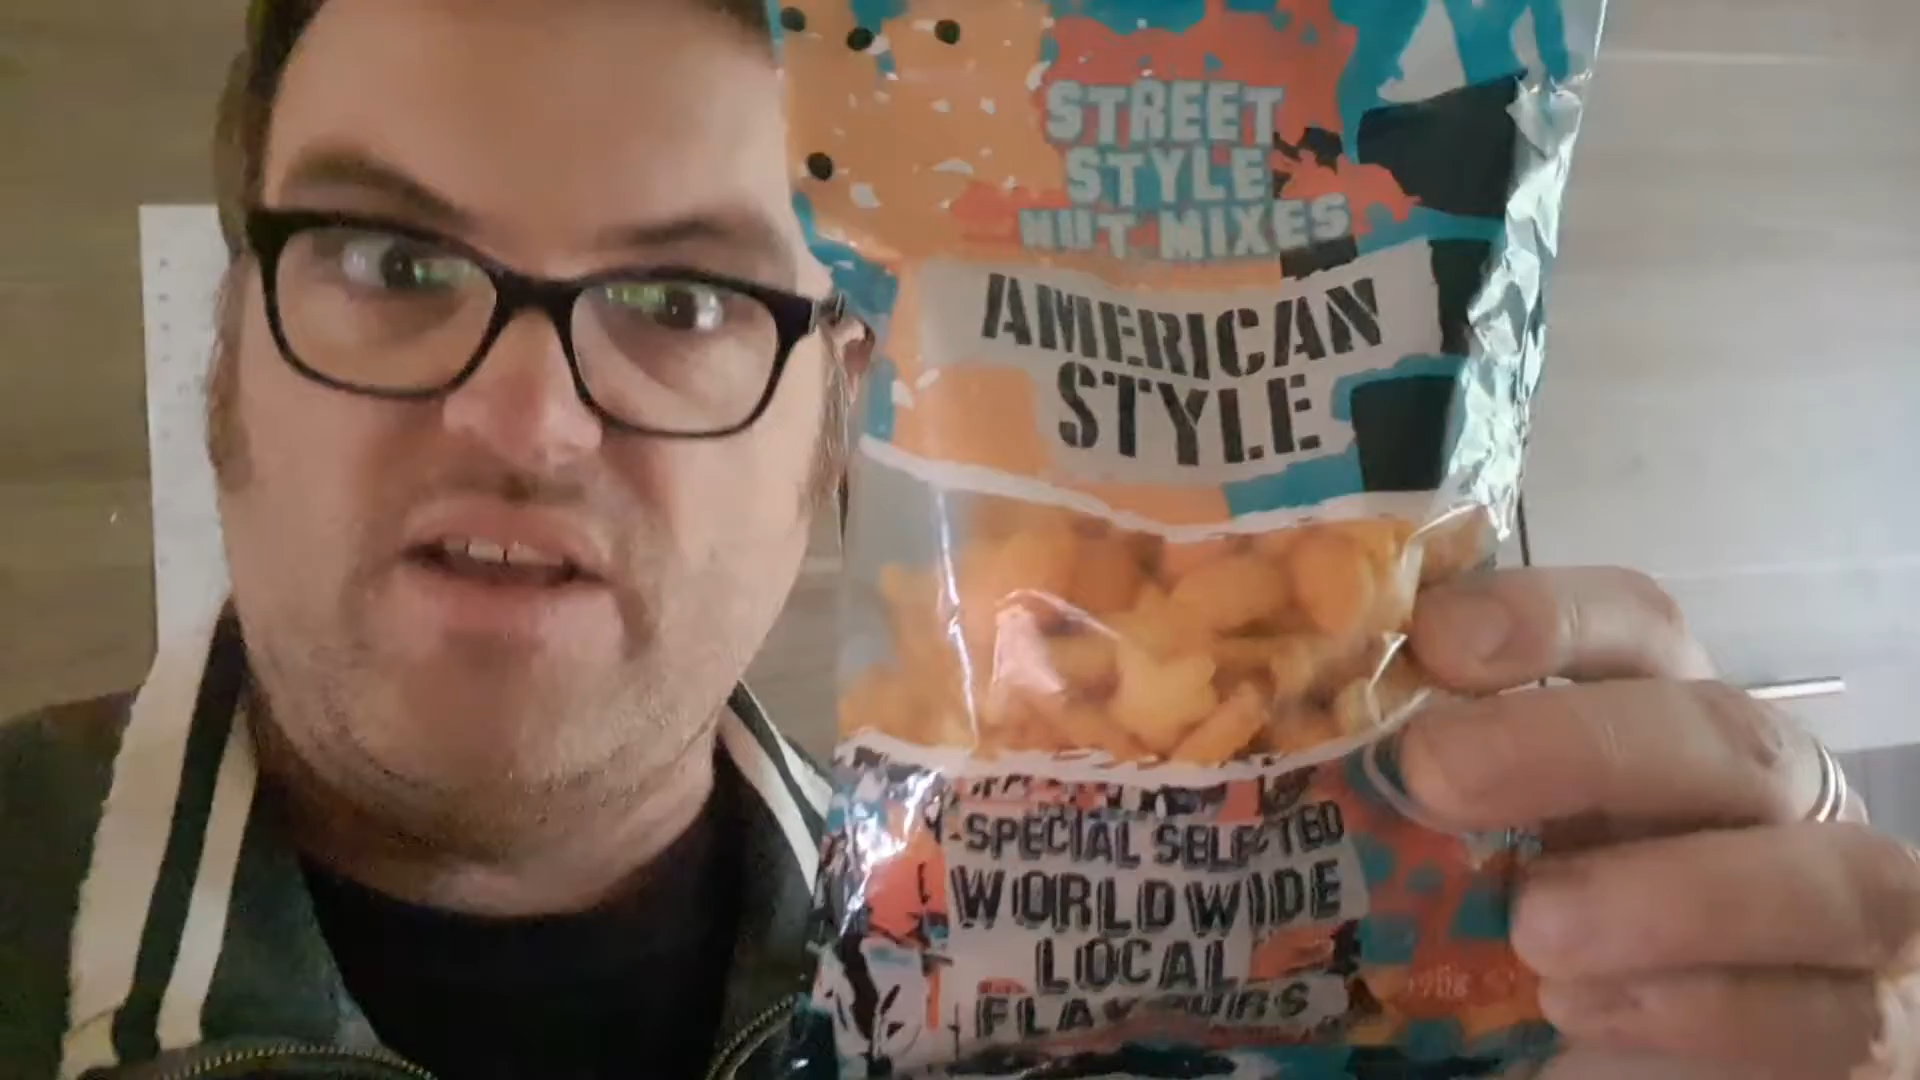 STREET
STYLE
NUT MIXES
AMERICAN
STYLE
SPECIAL SELECTED
WORLDWIDE
LOCAL
FLAVOURS